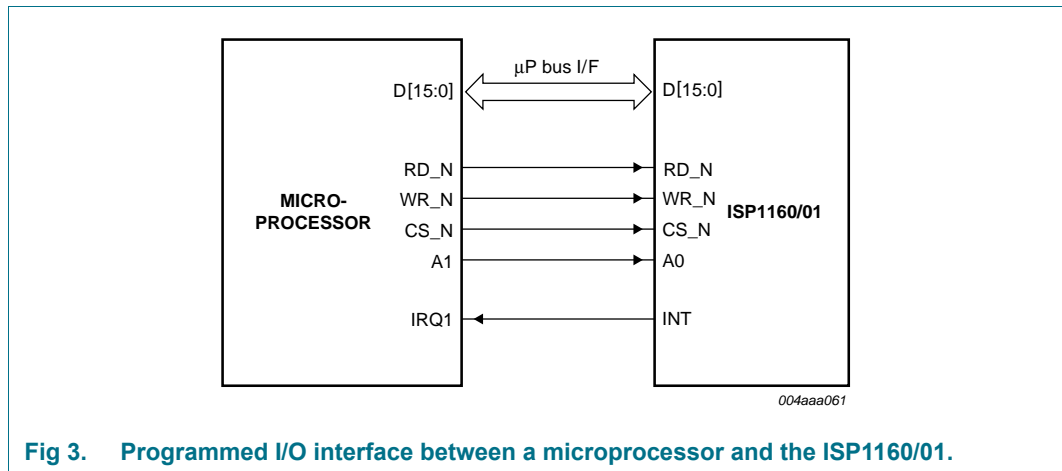 μP bus I/F
D[15:0]
D[15:0]
RD_N
RD_N
MICRO-
PROCESSOR
WR_N
WR_N
ISP1160/01
CS_N
CS_N
A1
A0
IRQ1
INT
004aaa061
Fig 3. Programmed I/O interface between a microprocessor and the ISP1160/01.